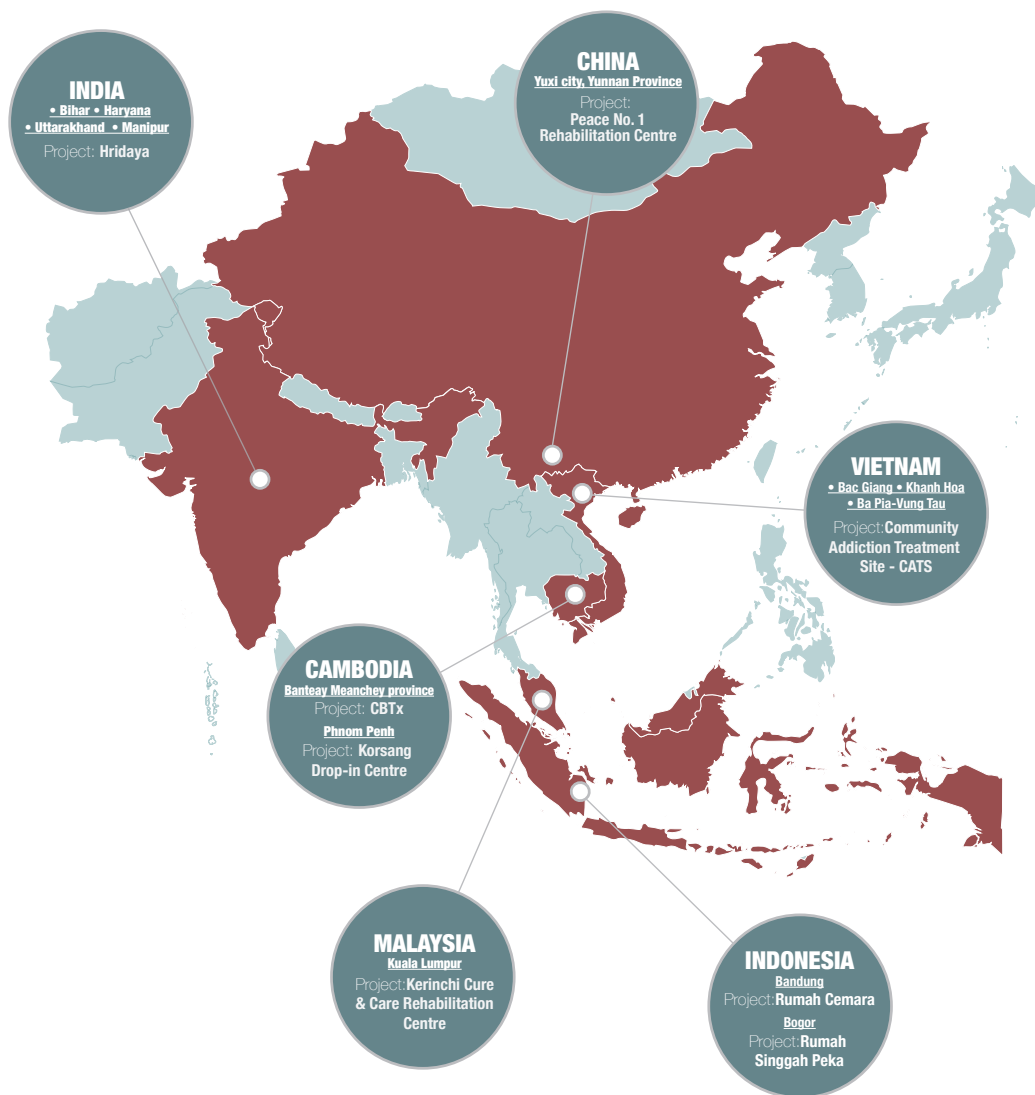 INDIA
• Bihar • Haryana
• Uttarakhand • Manipur
Project: Hridaya
CHINA
Yuxi city, Yunnan Province
Project:
Peace No. 1
Rehabilitation Centre
VIETNAM
• Bac Giang • Khanh Hoa
• Ba Pia-Vung Tau
Project:Community
Addiction Treatment
Site - CATS
CAMBODIA
Banteay Meanchey province
Project: CBTx
Phnom Penh
Project: Korsang
Drop-in Centre
MALAYSIA
Kuala Lumpur
Project:Kerinchi Cure
& Care Rehabilitation
Centre
INDONESIA
Bandung
Project:Rumah Cemara
Bogor
Project:Rumah
Singgah Peka